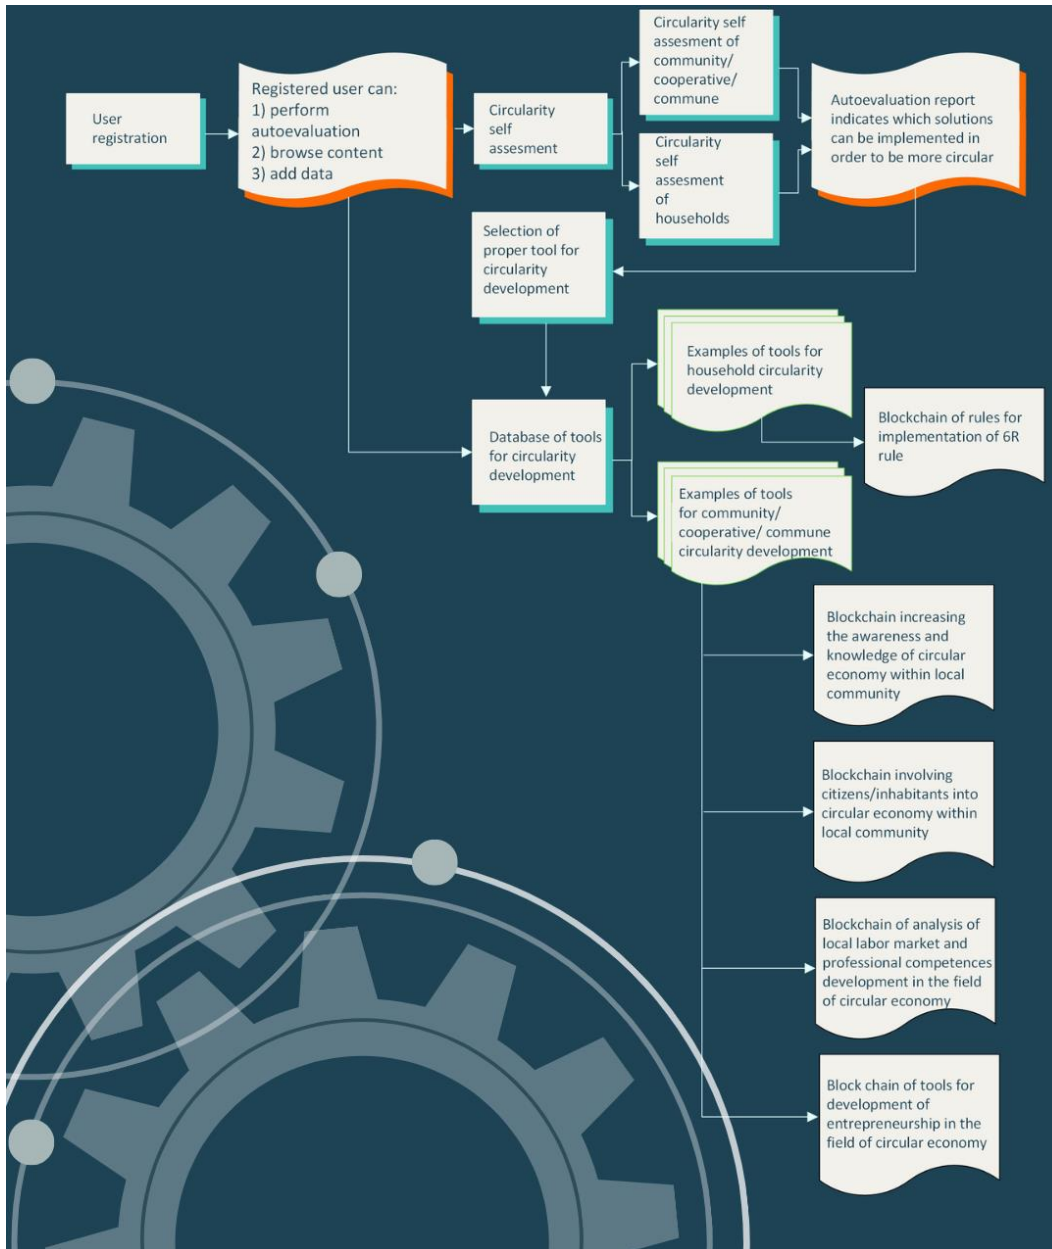 User
registration
Registered user can:
1) perform
autoevaluation
2) browse content
3) add data
Circularity
self
assesment
Circularity self
assesment of
community/
cooperative/
commune
Circularity
self
assesment
of
households
Autoevaluation report
indicates which solutions
can be implemented in
order to be more circular
Selection of
proper tool for
circularity
development
Database of tools
for circularity
development
Examples of tools for
household circularity
development
Blockchain of rules for
implementation of 6R
rule
Examples of tools
for community/
cooperative/ commune
circularity development
Blockchain increasing
the awareness and
knowledge of circular
economy within local
community
Blockchain involving
citizens/inhabitants into
circular economy within
local community
Blockchain of analysis of
local labor market and
professional competences
development in the field
of circular economy
Block chain of tools for
development of
entrepreneurship in the
field of circular economy